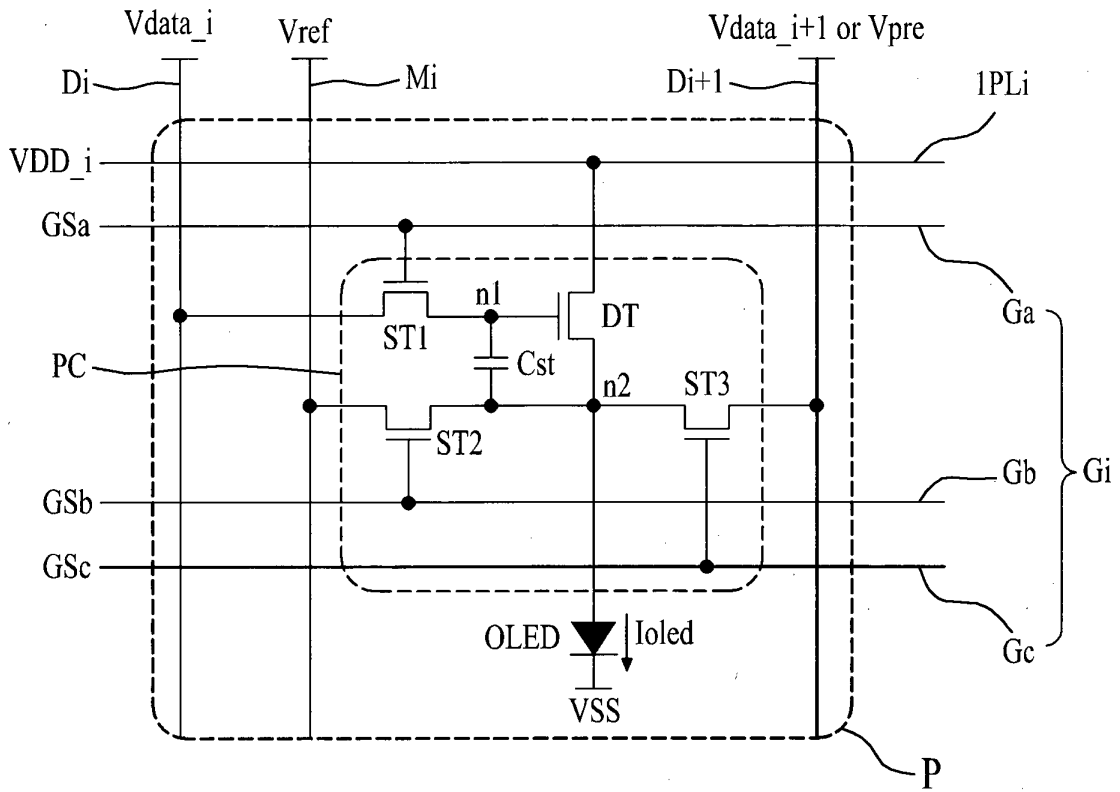 Vdata_i
Vref
Vdata_i+1 or Vpre
Di
Mi
Di+1
1PLi
VDD_i
GSa
n1
DT
Ga
ST1
PC
Cst
n2
ST3
ST2
GSb
Gb
Gi
GSc
OLED
Ioled
Gc
VSS
P